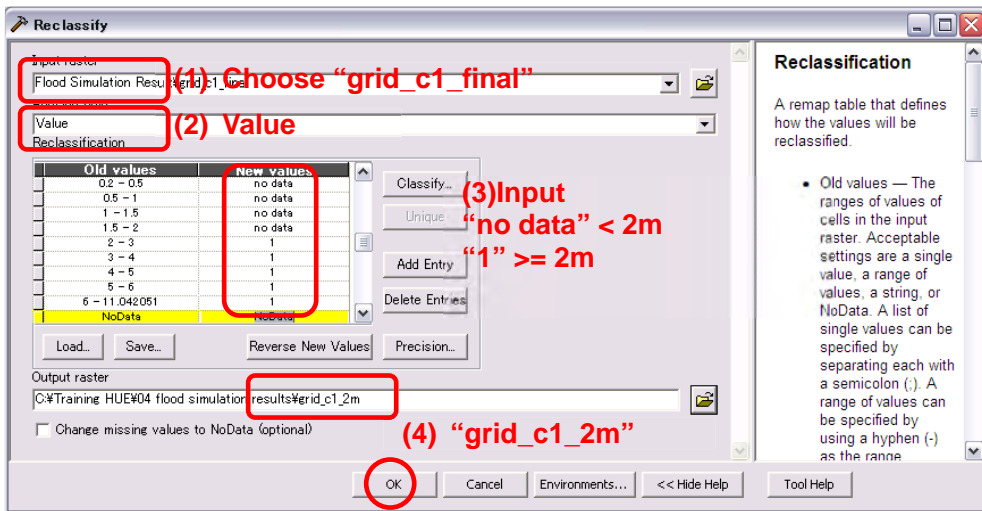 Reclassify
Input raster
Flood Simulation Result¥grid_c1_final
(1) Choose “grid_c1_final”
Value
(2) Value
Reclassification
Old values New values
0.2 - 0.5 no data
0.5 - 1 no data
1 - 1.5 no data
1.5 - 2 no data
2 - 3 1
3 - 4 1
4 - 5 1
5 - 6 1
6 - 11.042051 1
NoData NoData
Classify...
Unique
Add Entry
Delete Entries
(3)Input
“no data” < 2m
“1” >= 2m
Load... Save... Reverse New Values Precision...
Output raster
C:¥Training HUE¥04 flood simulation results¥grid_c1_2m
Change missing values to NoData (optional)
(4) “grid_c1_2m”
OK Cancel Environments... << Hide Help Tool Help
Reclassification
A remap table that defines
how the values will be
reclassified.
• Old values — The
ranges of values of
cells in the input
raster. Acceptable
settings are a single
value, a range of
values, a string, or
NoData. A list of
single values can be
specified by
separating each with
a semicolon (;). A
range of values can
be specified by
using a hyphen (-)
as the range